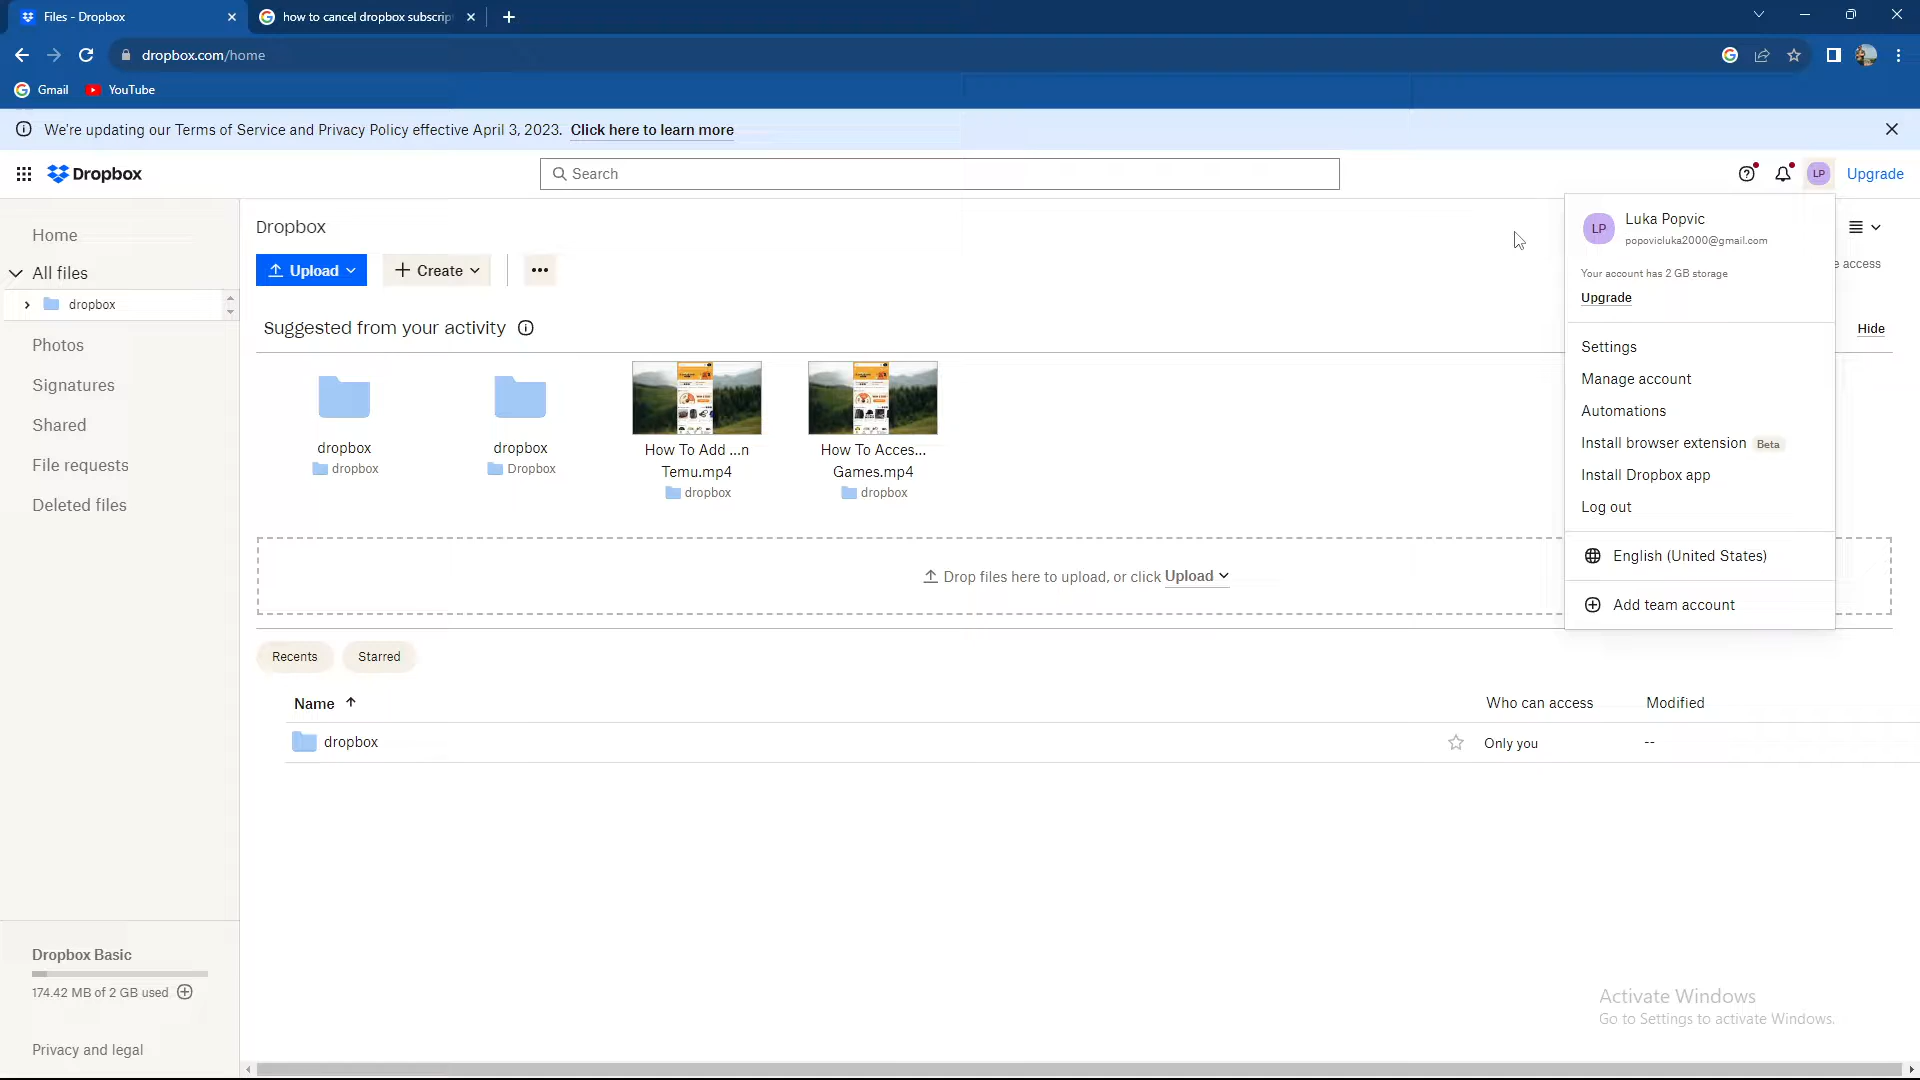 Files - Dropbox
how to cancel dropbox subscrip
dropbox.com/home
Gmail
YouTube
We're updating our Terms of Service and Privacy Policy effective April 3, 2023. Click here to learn more
Dropbox
Search
LP
Upgrade
Home
All files
dropbox
Photos
Signatures
Shared
File requests
Deleted files
Dropbox Basic
174.42 MB of 2 GB used
Privacy and legal
Dropbox
Upload
Create
Suggested from your activity
Hide
dropbox
dropbox
dropbox
Dropbox
How To Add ...n
Temu.mp4
dropbox
How To Acces...
Games.mp4
dropbox
Drop files here to upload, or click Upload
Recents
Starred
Name
Who can access
Modified
dropbox
Only you
--
LP
Luka Popvic
popovicluka2000@gmail.com
Your account has 2 GB storage
Upgrade
Settings
Manage account
Automations
Install browser extension Beta
Install Dropbox app
Log out
English (United States)
Add team account
e access
Activate Windows
Go to Settings to activate Windows.